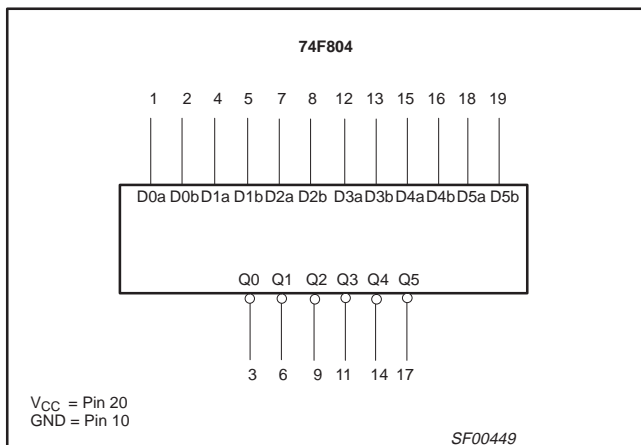 74F804
1 2 4 5 7 8 12 13 15 16 18 19
D0a D0b D1a D1b D2a D2b D3a D3b D4a D4b D5a D5b
Q0 Q1 Q2 Q3 Q4 Q5
3 6 9 11 14 17
VCC = Pin 20
GND = Pin 10
SF00449